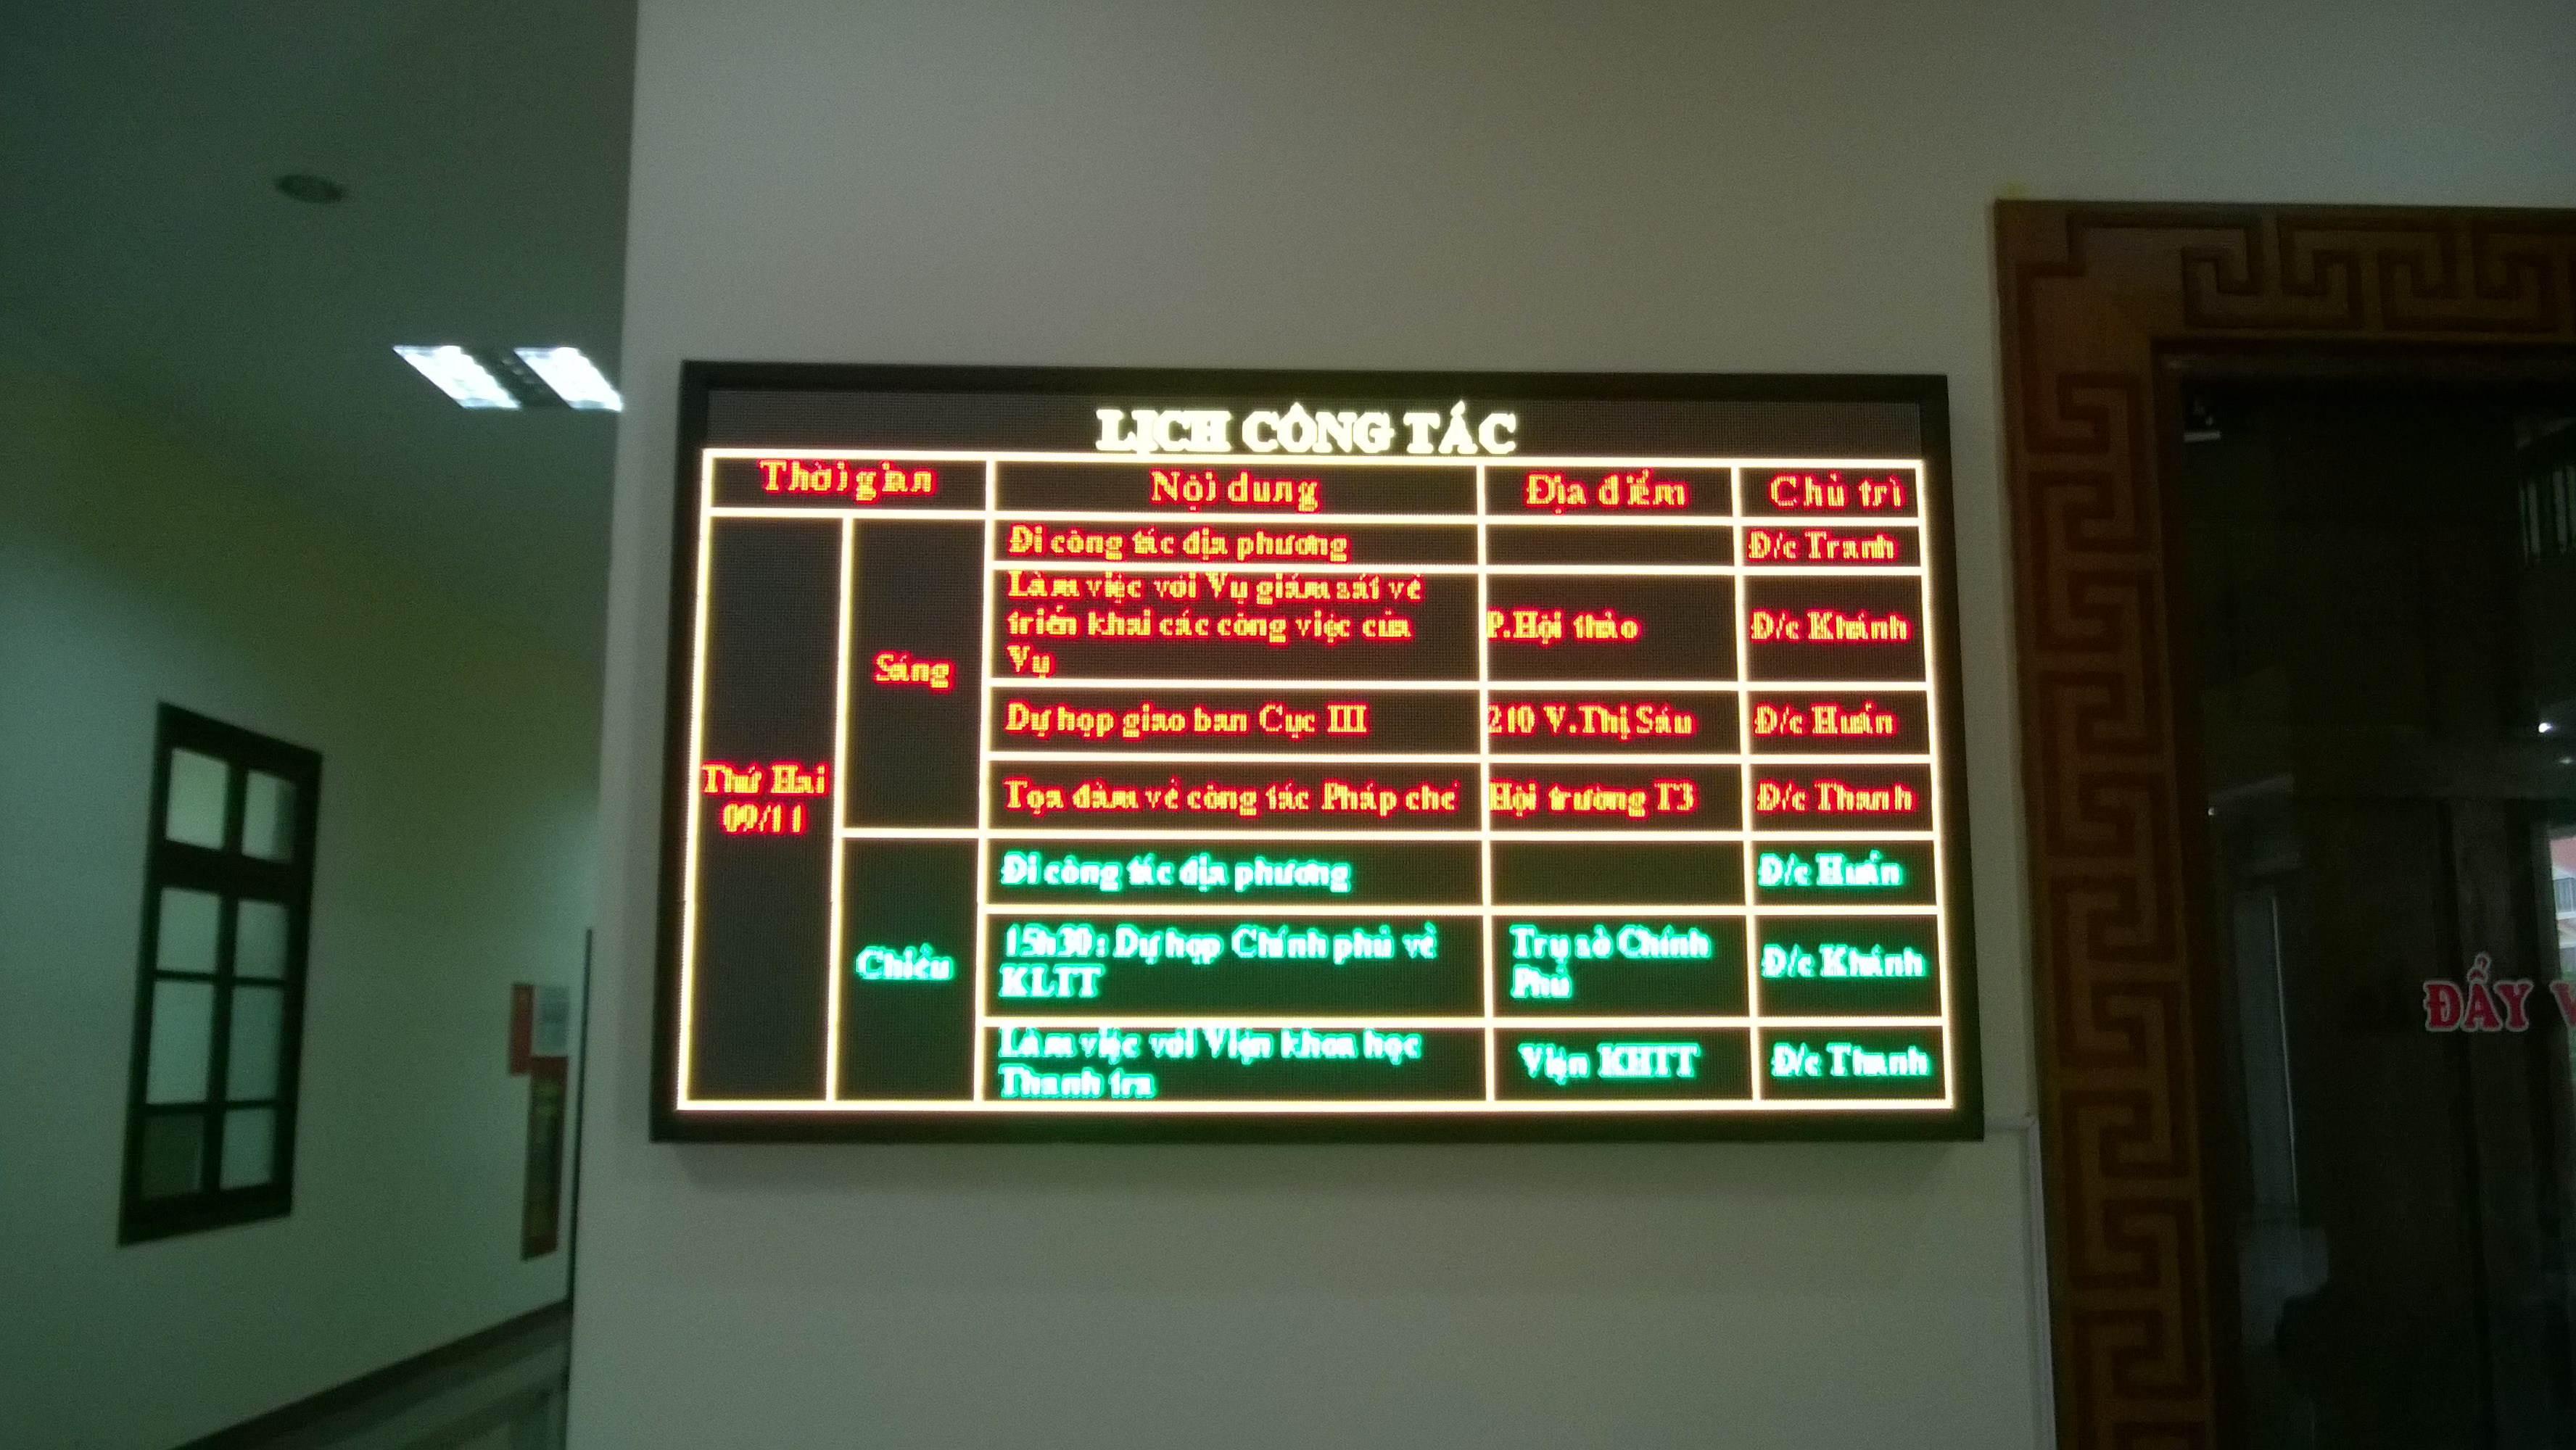 LỊCH CÔNG TÁC
Thời gian Nội dung Địa điểm Chủ trì
Thứ Hai
09/11
Sáng
Đi công tác địa phương Đ/c Tranh
Làm việc với Vụ giám sát về
triển khai các công việc của
Vụ
P.Hội thảo Đ/c Khánh
Dự họp giao ban Cục III 210 V.Thị Sáu Đ/c Huấn
Tọa đàm về công tác Pháp chế Hội trường T3 Đ/c Thanh
Chiều
Đi công tác địa phương Đ/c Huấn
15h30: Dự họp Chính phủ về
KLTT
Trụ sở Chính
Phủ
Đ/c Khánh
Làm việc với Viện khoa học
Thanh tra
Viện KHTT Đ/c Thanh
ĐẨY